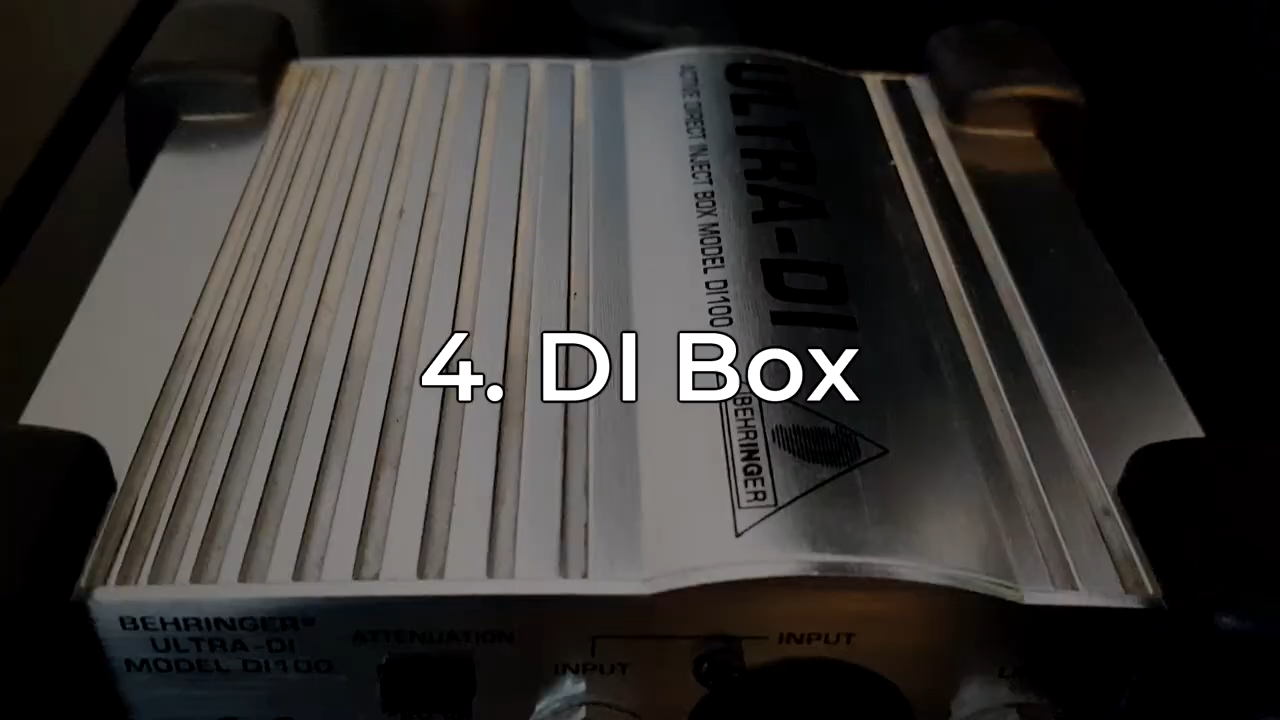 ULTRA-DI
ACTIVE DIRECT INJECT BOX MODEL DI100
4. DI Box
BEHRINGER
BEHRINGER®
ULTRA-DI
MODEL DI100
ATTENUATION
INPUT
INPUT